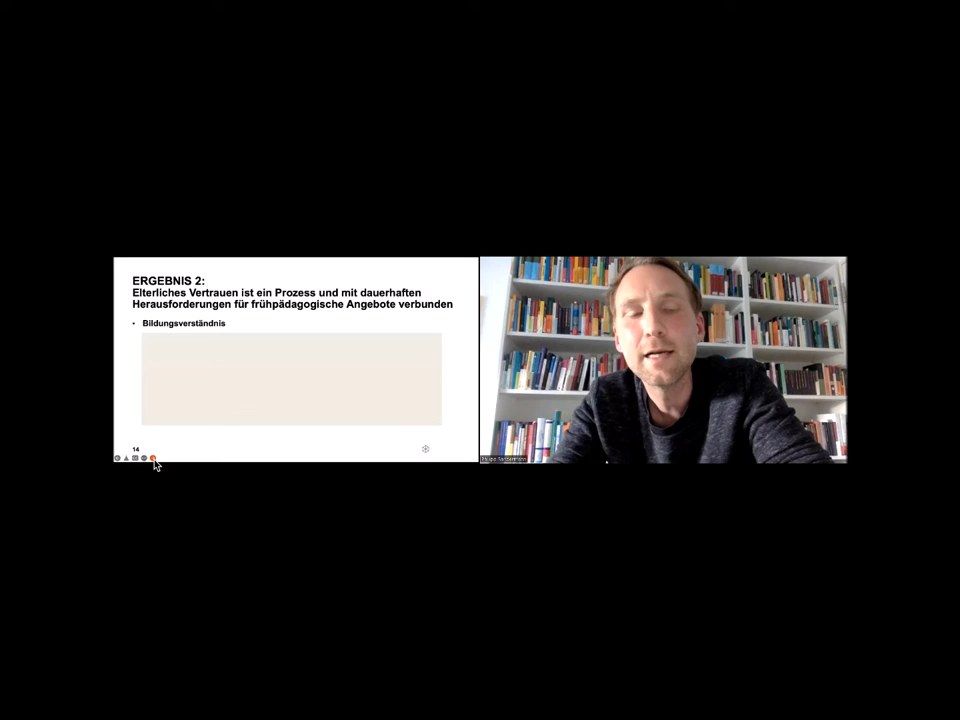 ERGEBNIS 2:
Elterliches Vertrauen ist ein Prozess und mit dauerhaften
Herausforderungen für frühpädagogische Angebote verbunden
• Bildungsverständnis
14